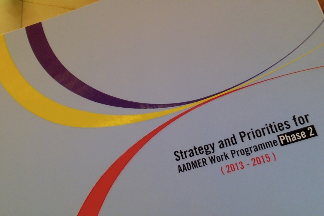 Strategy and Priorities for
AADMER Work Programme Phase 2
( 2013 - 2015 )